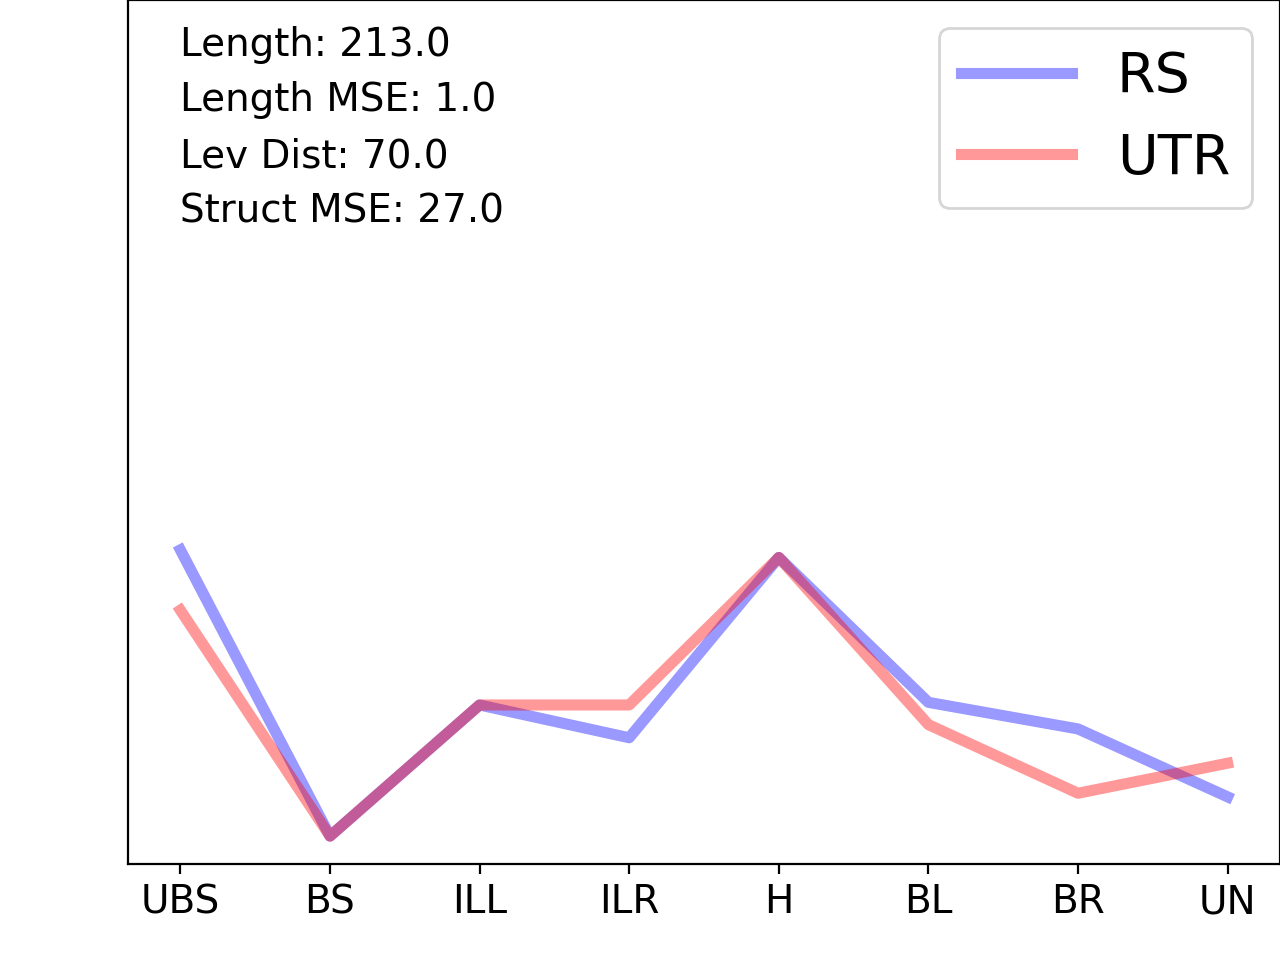 Length: 213.0
Length MSE: 1.0
Lev Dist: 70.0
Struct MSE: 27.0
RS
UTR
UBS BS ILL ILR H BL BR UN